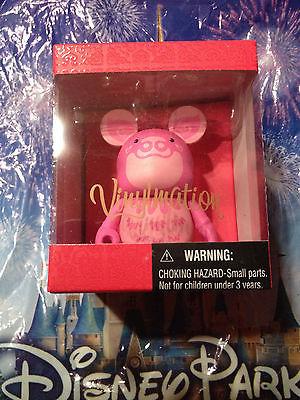 Vinylmation
WARNING:
CHOKING HAZARD-Small parts.
Not for children under 3 years.
DISNEY PARK